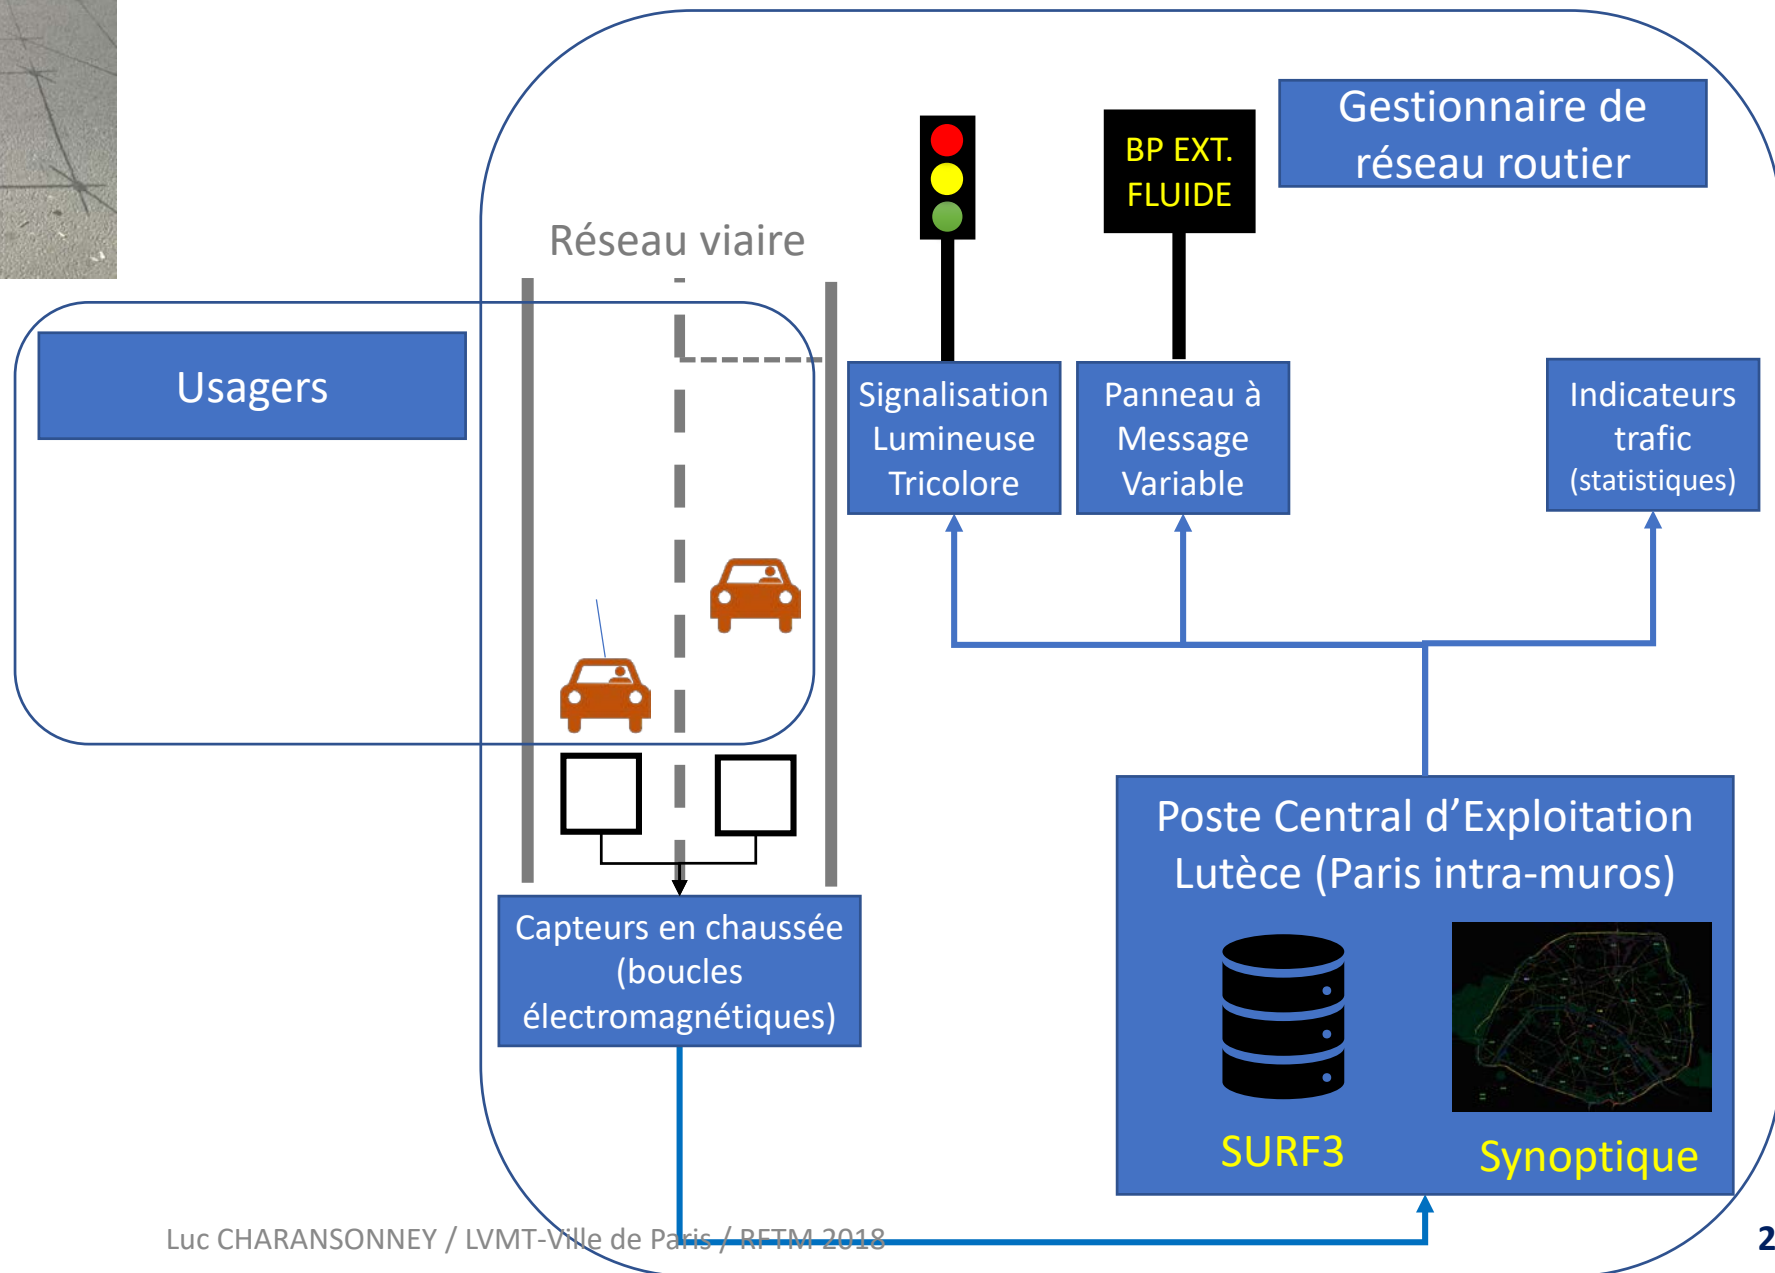 Gestionnaire de
réseau routier
BP EXT.
FLUIDE
Réseau viaire
Usagers
Signalisation
Lumineuse
Tricolore
Panneau à
Message
Variable
Indicateurs
trafic
(statistiques)
Poste Central d’Exploitation
Lutèce (Paris intra-muros)
Capteurs en chaussée
(boucles
électromagnétiques)
SURF3
Synoptique
Luc CHARANSONNEY / LVMT-Ville de Paris / RFTM 2018
2